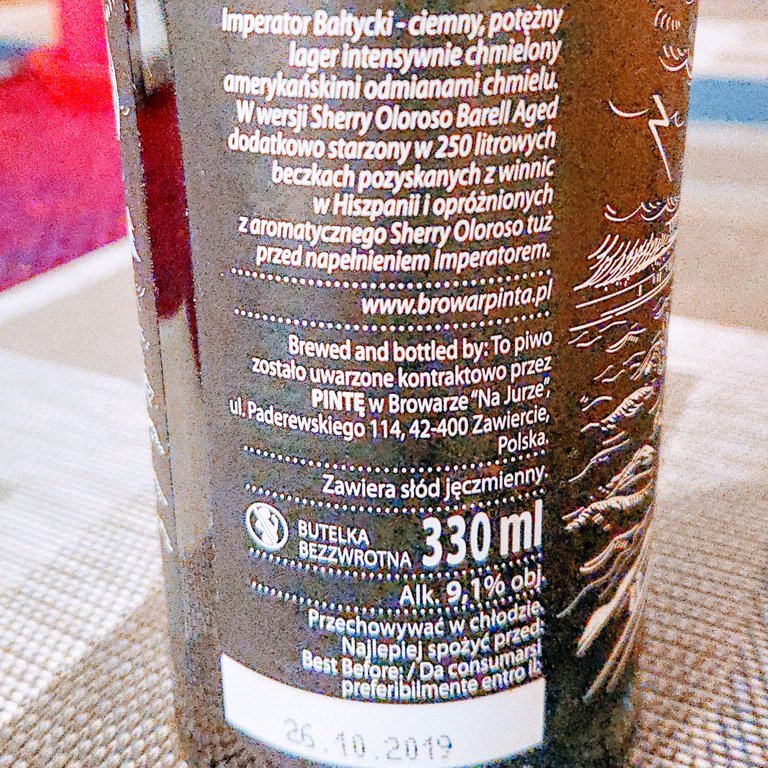 Imperator Bałtycki - ciemny, potężny
lager intensywnie chmielony
amerykańskimi odmianami chmielu.
W wersji Sherry Oloroso Barell Aged
dodatkowo starzony w 250 litrowych
beczkach pozyskanych z winnic
w Hiszpanii i opróżnionych
z aromatycznego Sherry Oloroso tuż
przed napełnieniem Imperatorem.
www.browarpinta.pl
Brewed and bottled by: To piwo
zostało uwarzone kontraktowo przez
PINTĘ w Browarze "Na Jurze",
ul. Paderewskiego 114, 42-400 Zawiercie,
Polska.
Zawiera słód jęczmienny.
BUTELKA
BEZZWROTNA
330 ml
Alk. 9,1% obj.
Przechowywać w chłodzie.
Najlepiej spożyć przed:
Best Before: / Da consumarsi
preferibilmente entro il:
26.10.2019